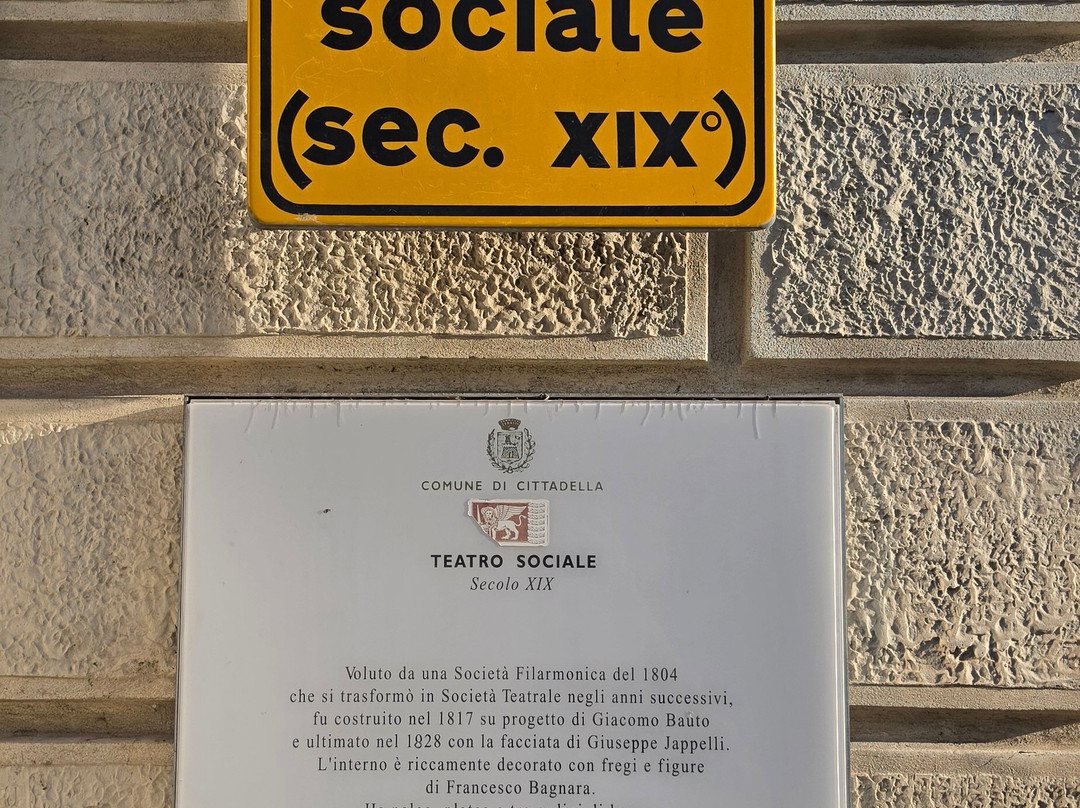 sociale
(sec. XIX°)
COMUNE DI CITTADELLA
TEATRO SOCIALE
Secolo XIX
Voluto da una Società Filarmonica del 1804
che si trasformò in Società Teatrale negli anni successivi,
fu costruito nel 1817 su progetto di Giacomo Bauto
e ultimato nel 1828 con la facciata di Giuseppe Jappelli.
L'interno è riccamente decorato con fregi e figure
di Francesco Bagnara.